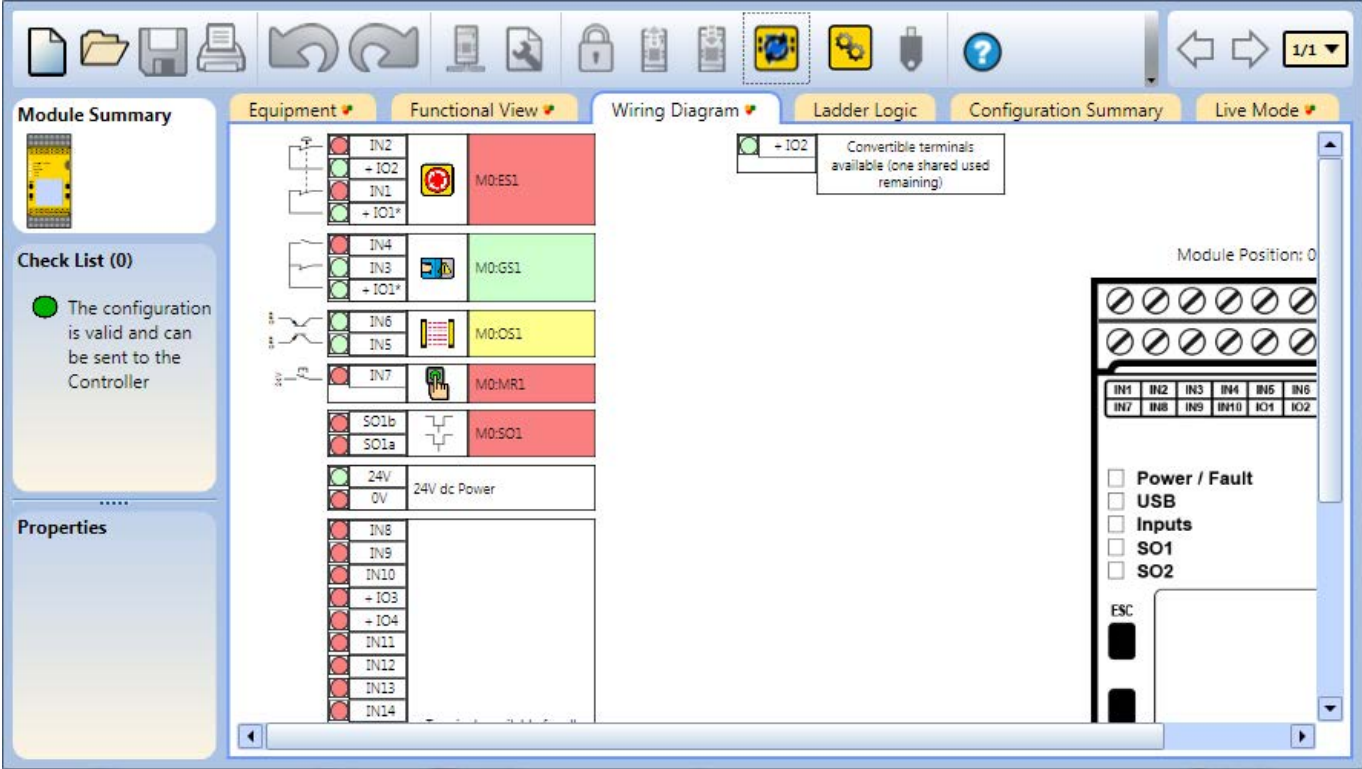 1/1
Module Summary
Equipment
Functional View
Wiring Diagram
Ladder Logic
Configuration Summary
Live Mode
Check List (0)
The configuration
is valid and can
be sent to the
Controller
Properties
IN2
+ IO2
IN1
+ IO1*
M0:ES1
IN4
IN3
+ IO1*
M0:GS1
IN6
IN5
M0:OS1
24V
IN7
M0:MR1
SO1b
SO1a
M0:SO1
24V
0V
24V dc Power
IN8
IN9
IN10
+ IO3
+ IO4
IN11
IN12
IN13
IN14
+ IO2
Convertible terminals
available (one shared used
remaining)
Module Position: 0
IN1 IN2 IN3 IN4 IN5 IN6
IN7 IN8 IN9 IN10 IO1 IO2
Power / Fault
USB
Inputs
SO1
SO2
ESC